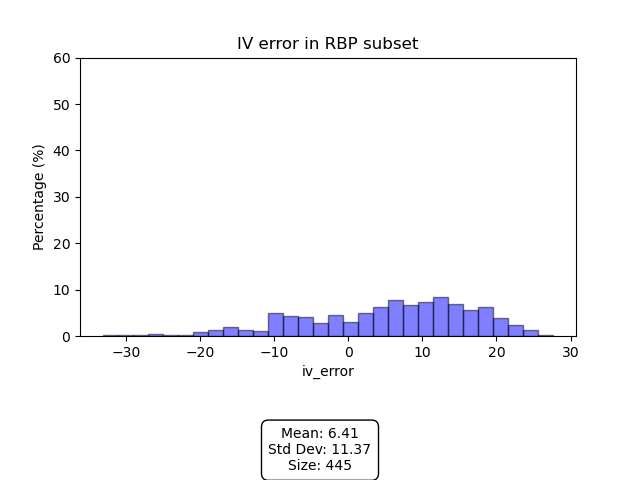 IV error in RBP subset
60
50
40
30
20
10
0
Percentage (%)
−30
−20
−10
0
10
20
30
iv_error
Mean: 6.41
Std Dev: 11.37
Size: 445